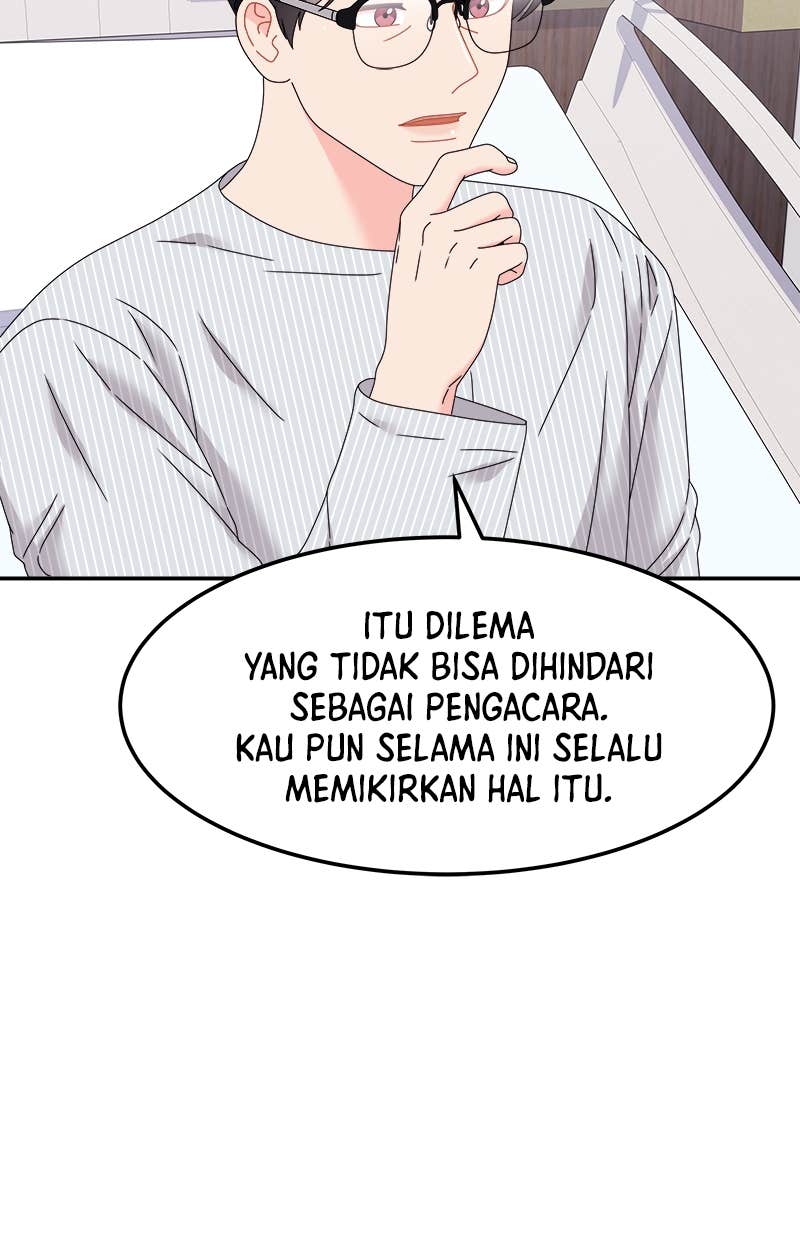 ITU DILEMA
YANG TIDAK BISA DIHINDARI
SEBAGAI PENGACARA.
KAU PUN SELAMA INI SELALU
MEMIKIRKAN HAL ITU.